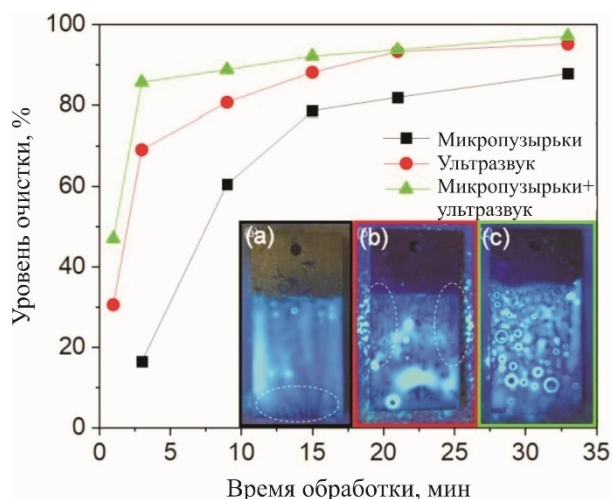 100
80
60
40
20
0
Уровень очистки, %
Микропузырьки
Ультразвук
Микропузырьки+
ультразвук
(a)
(b)
(c)
0 5 10 15 20 25 30 35
Время обработки, мин